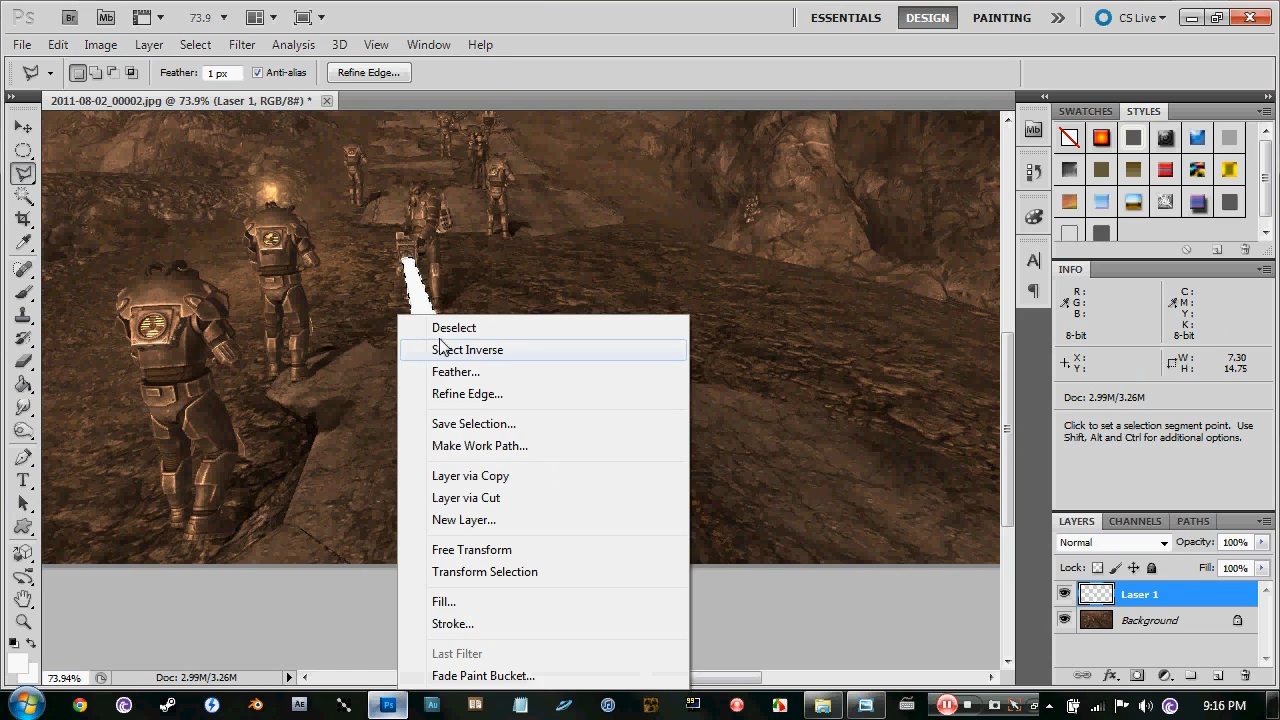 Ps Br Mb 73.9 ESSENTIALS DESIGN PAINTING CS Live
File Edit Image Layer Select Filter Analysis 3D View Window Help
Feather: 1 px Anti-alias Refine Edge...
2011-08-02_00002.jpg @ 73.9% (Laser 1, RGB/8#) *
SWATCHES STYLES
Mb
A
INFO
R: C:
G: M:
B: Y:
K:
8-bit 8-bit
X: W: 7.30
Y: H: 14.75
Doc: 2.99M/3.26M
Click to set a selection segment point. Use
Shift, Alt and Ctrl for additional options.
Deselect
Select Inverse
Feather...
Refine Edge...
Save Selection...
Make Work Path...
Layer via Copy
Layer via Cut
New Layer...
Free Transform
Transform Selection
Fill...
Stroke...
Last Filter
Fade Paint Bucket...
LAYERS CHANNELS PATHS
Normal Opacity: 100%
Lock: Fill: 100%
Laser 1
Background
T
fx
73.94% Doc: 2.99M/3.26M
Ae Ps Au 99 9:16 PM